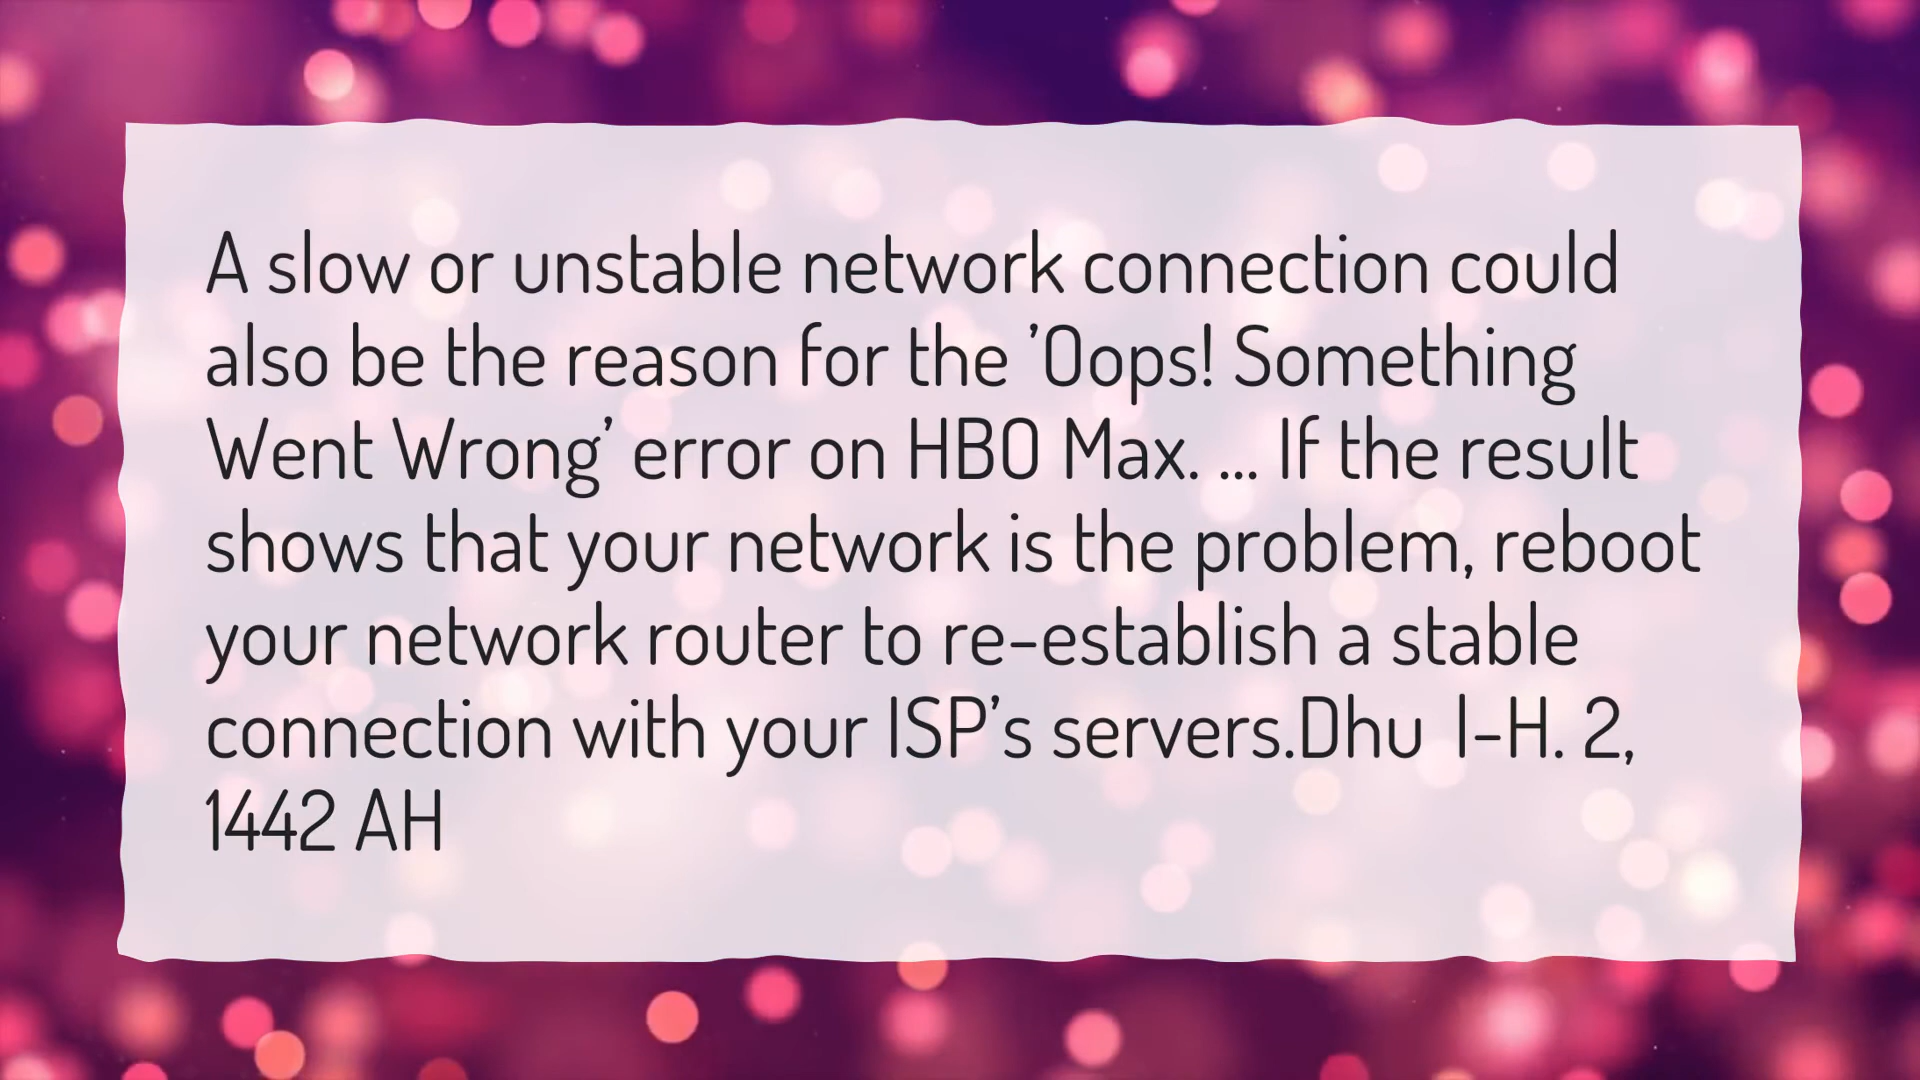 A slow or unstable network connection could
also be the reason for the ’Oops! Something
Went Wrong’ error on HBO Max. ... If the result
shows that your network is the problem, reboot
your network router to re-establish a stable
connection with your ISP’s servers.Dhu  l-H. 2,
1442 AH